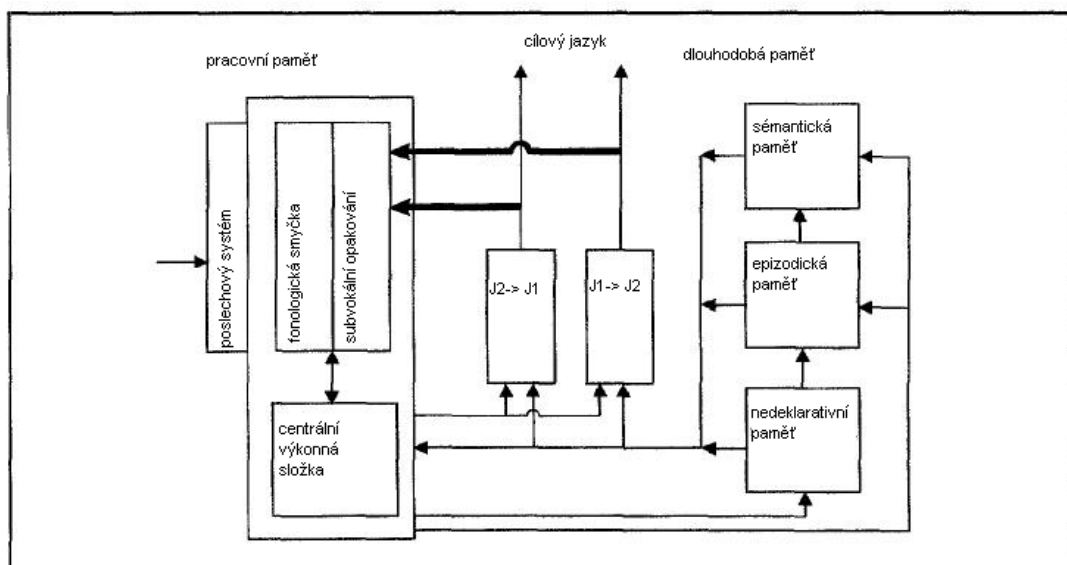 cílový jazyk
pracovní paměť
dlouhodobá paměť
poslechový systém
fonologická smyčka
subvokální opakování
sémantická
paměť
J2-> J1
J1-> J2
epizodická
paměť
centrální
výkonná
složka
nedeklarativní
paměť